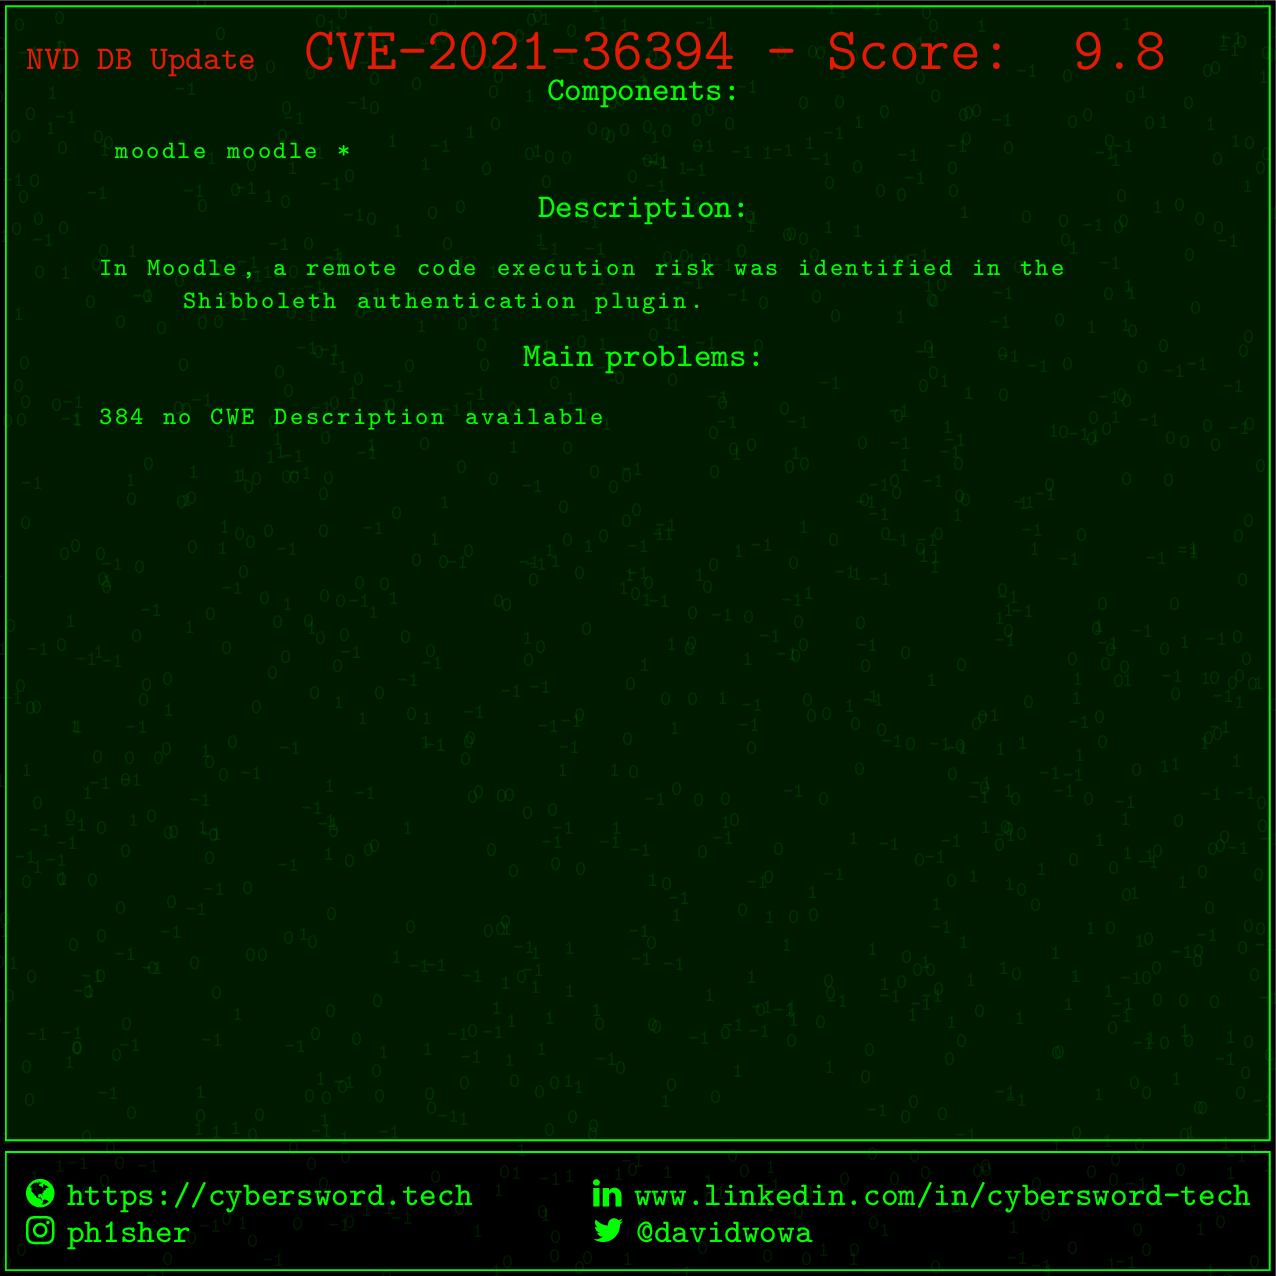 NVD DB Update CVE-2021-36394 - Score: 9.8
Components:
moodle moodle *
Description:
In Moodle, a remote code execution risk was identified in the
Shibboleth authentication plugin.
Main problems:
384 no CWE Description available
https://cybersword.tech
www.linkedin.com/in/cybersword-tech
ph1sher
@davidwowa